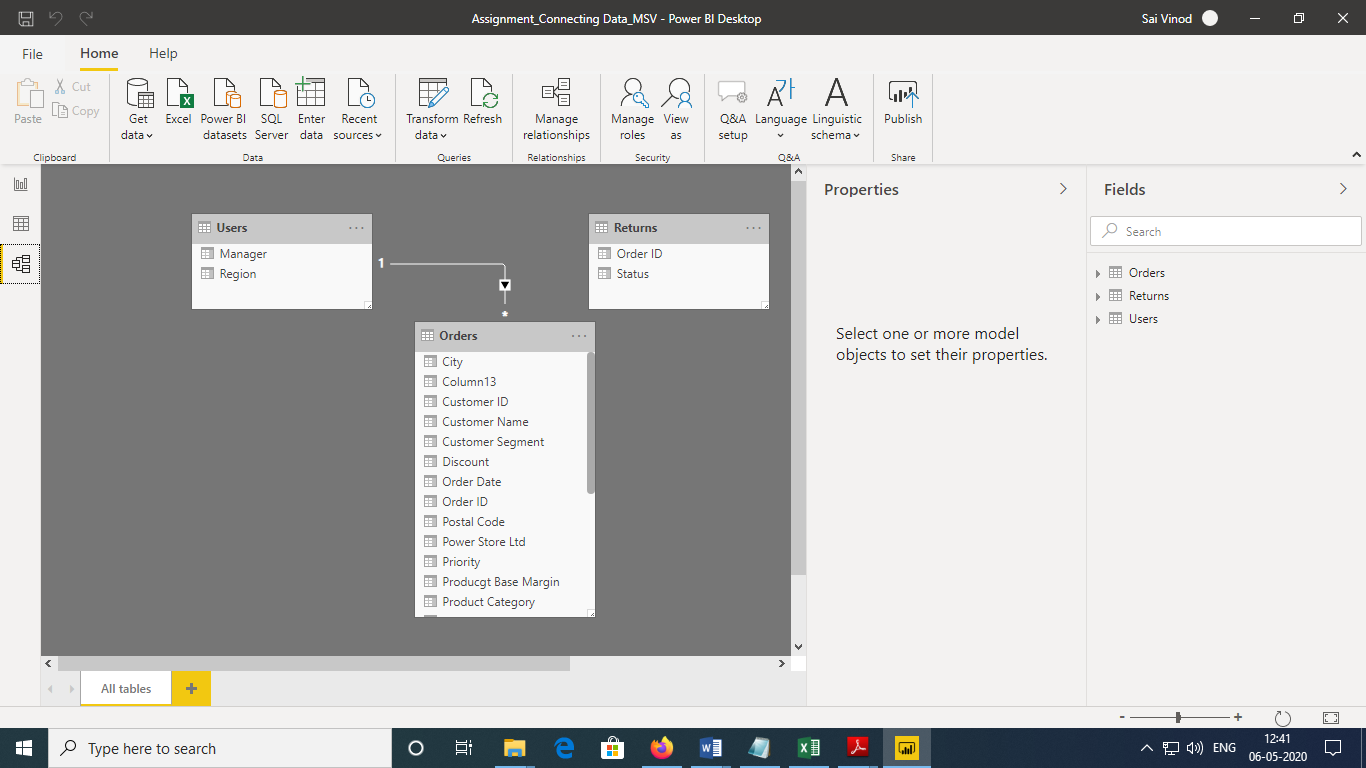 Assignment_Connecting Data_MSV - Power BI Desktop
Sai Vinod
File Home Help
Paste
Cut
Copy
Clipboard
Get data
Excel
Power BI datasets
SQL Server
Enter data
Recent sources
Data
Transform data
Refresh
Queries
Manage relationships
Relationships
Manage roles
View as
Security
Q&A setup
Language
Linguistic schema
Q&A
Publish
Share
Users
Manager
Region
1
*
Returns
Order ID
Status
Orders
City
Column13
Customer ID
Customer Name
Customer Segment
Discount
Order Date
Order ID
Postal Code
Power Store Ltd
Priority
Producgt Base Margin
Product Category
Properties
Select one or more model
objects to set their properties.
Fields
Search
Orders
Returns
Users
All tables
Type here to search
ENG
12:41
06-05-2020